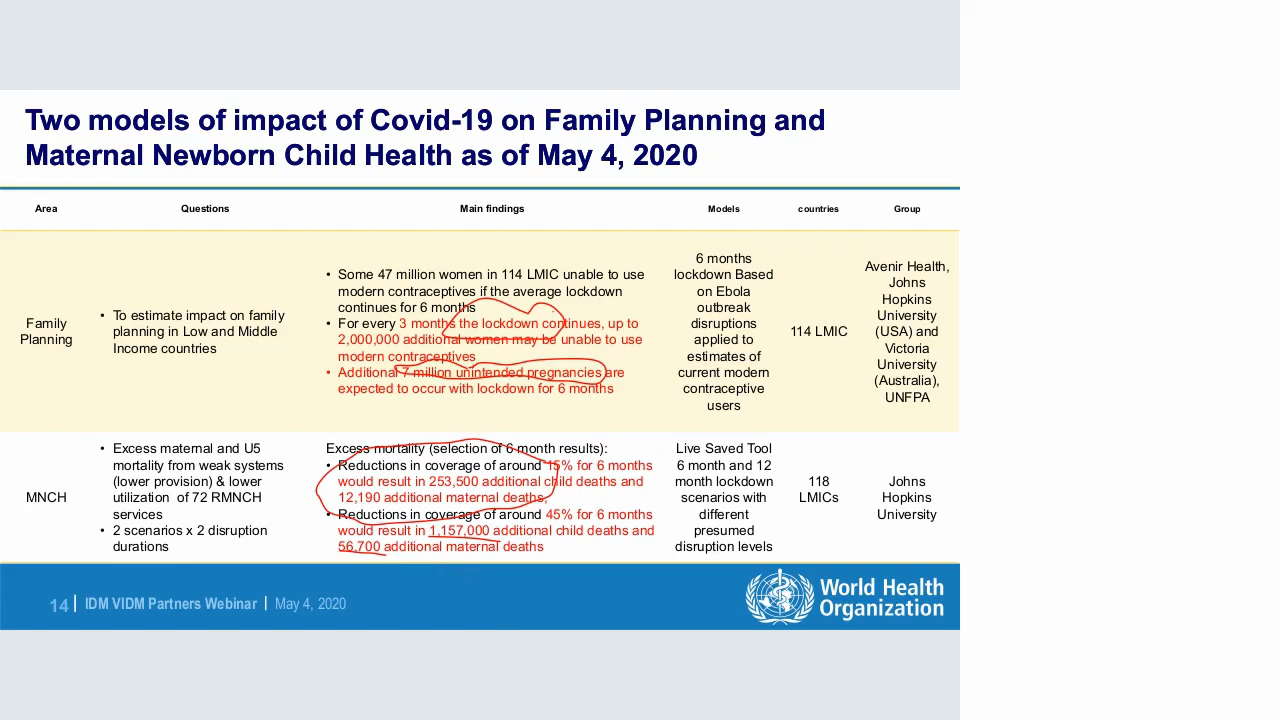 Two models of impact of Covid-19 on Family Planning and
Maternal Newborn Child Health as of May 4, 2020
Area
Questions
Main findings
Models
countries
Group
Family
Planning
• To estimate impact on family
planning in Low and Middle
Income countries
• Some 47 million women in 114 LMIC unable to use
modern contraceptives if the average lockdown
continues for 6 months
• For every 3 months the lockdown continues, up to
2,000,000 additional women may be unable to use
modern contraceptives
• Additional 7 million unintended pregnancies are
expected to occur with lockdown for 6 months
6 months
lockdown Based
on Ebola
outbreak
disruptions
applied to
estimates of
current modern
contraceptive
users
114 LMIC
Avenir Health,
Johns
Hopkins
University
(USA) and
Victoria
University
(Australia),
UNFPA
MNCH
• Excess maternal and U5
mortality from weak systems
(lower provision) & lower
utilization of 72 RMNCH
services
• 2 scenarios x 2 disruption
durations
Excess mortality (selection of 6 month results):
• Reductions in coverage of around 15% for 6 months
would result in 253,500 additional child deaths and
12,190 additional maternal deaths,
• Reductions in coverage of around 45% for 6 months
would result in 1,157,000 additional child deaths and
56,700 additional maternal deaths
Live Saved Tool
6 month and 12
month lockdown
scenarios with
different
presumed
disruption levels
118
LMICs
Johns
Hopkins
University
14 | IDM VIDM Partners Webinar | May 4, 2020
World Health
Organization